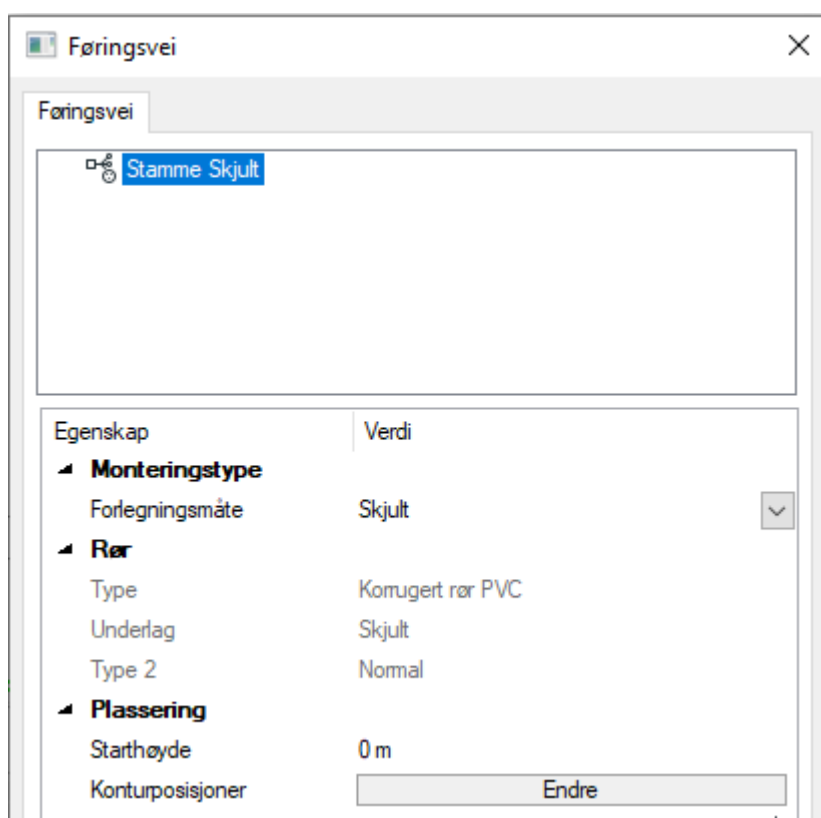 Føringsvei
Føringsvei
Stamme Skjult
Egenskap Verdi
Monteringstype
Forlegningsmåte Skjult
Rør
Type Korrugert rør PVC
Underlag Skjult
Type 2 Normal
Plassering
Starthøyde 0 m
Konturposisjoner Endre